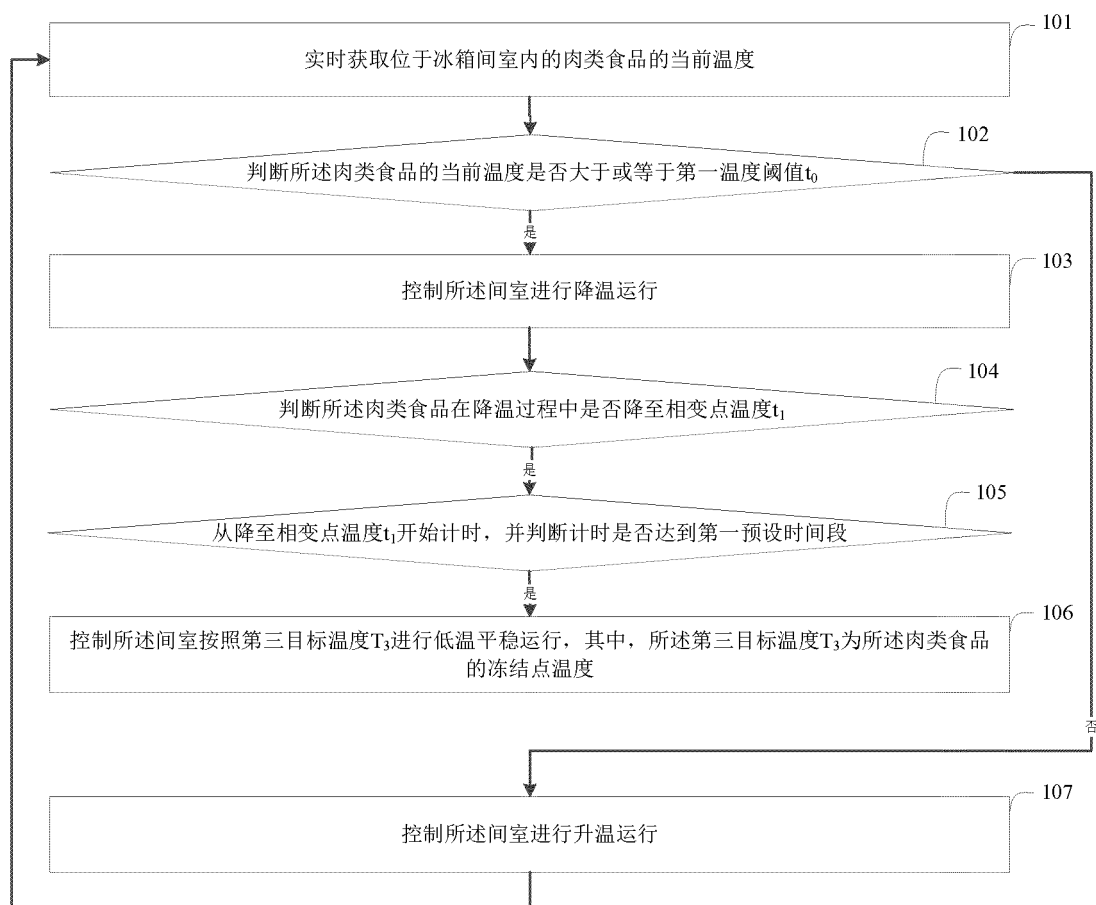 101
实时获取位于冰箱间室内的肉类食品的当前温度
102
判断所述肉类食品的当前温度是否大于或等于第一温度阈值t₀
是
103
控制所述间室进行降温运行
104
判断所述肉类食品在降温过程中是否降至相变点温度t₁
是
105
从降至相变点温度t₁开始计时，并判断计时是否达到第一预设时间段
是
106
控制所述间室按照第三目标温度T₃进行低温平稳运行，其中，所述第三目标温度T₃为所述肉类食品
的冻结点温度
否
107
控制所述间室进行升温运行